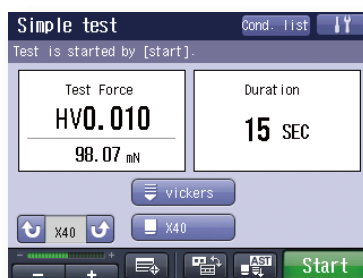 Simple test
Cond. list
Test is started by [start].
Test Force
HV0.010
98.07 mN
Duration
15 SEC
vickers
X40
X40
- +
- +
AST
Start